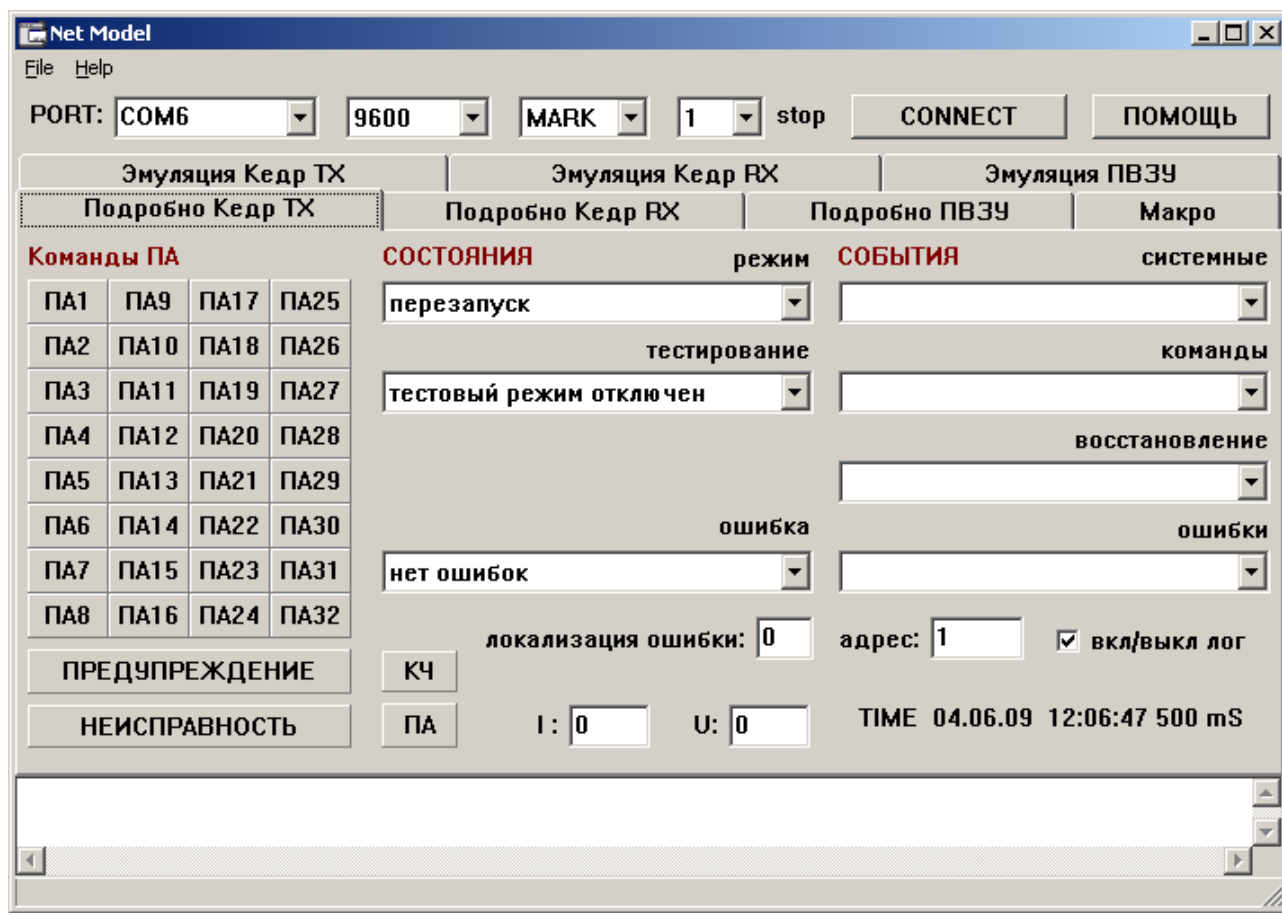 Net Model
File Help
PORT: COM6 9600 MARK 1 stop CONNECT ПОМОЩЬ
Эмуляция Кедр TX Эмуляция Кедр RX Эмуляция ПВЗУ
Подробно Кедр TX Подробно Кедр RX Подробно ПВЗУ Макро
Команды ПА СОСТОЯНИЯ режим СОБЫТИЯ системные
ПА1 ПА9 ПА17 ПА25 перезапуск
ПА2 ПА10 ПА18 ПА26 тестирование команды
ПА3 ПА11 ПА19 ПА27 тестовый режим отключен
ПА4 ПА12 ПА20 ПА28 восстановление
ПА5 ПА13 ПА21 ПА29
ПА6 ПА14 ПА22 ПА30 ошибка ошибки
ПА7 ПА15 ПА23 ПА31 нет ошибок
ПА8 ПА16 ПА24 ПА32
локализация ошибки: 0 адрес: 1 вкл/выкл лог
ПРЕДУПРЕЖДЕНИЕ КЧ
НЕИСПРАВНОСТЬ ПА I : 0 U: 0 TIME 04.06.09 12:06:47 500 mS